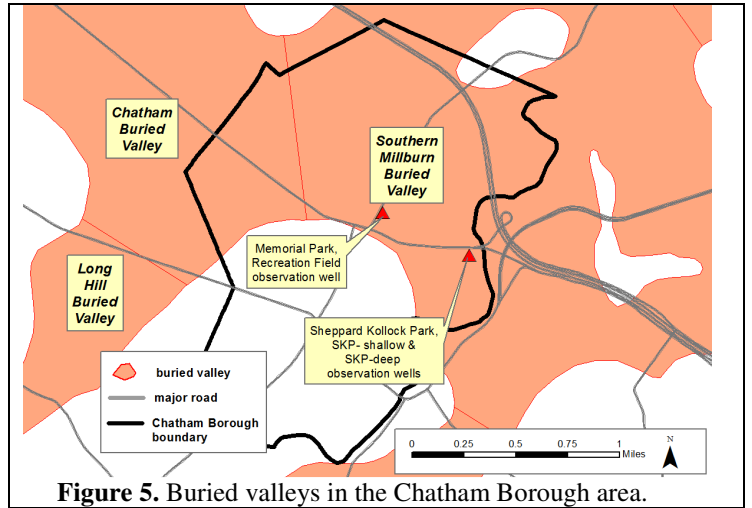 Chatham
Buried
Valley
Southern
Millburn
Buried
Valley
Memorial Park,
Recreation Field
observation well
Long
Hill
Buried
Valley
Sheppard Kollock Park,
SKP- shallow &
SKP-deep
observation wells
buried valley
major road
Chatham Borough
boundary
0 0.25 0.5 0.75 1
Miles
N
Figure 5. Buried valleys in the Chatham Borough area.